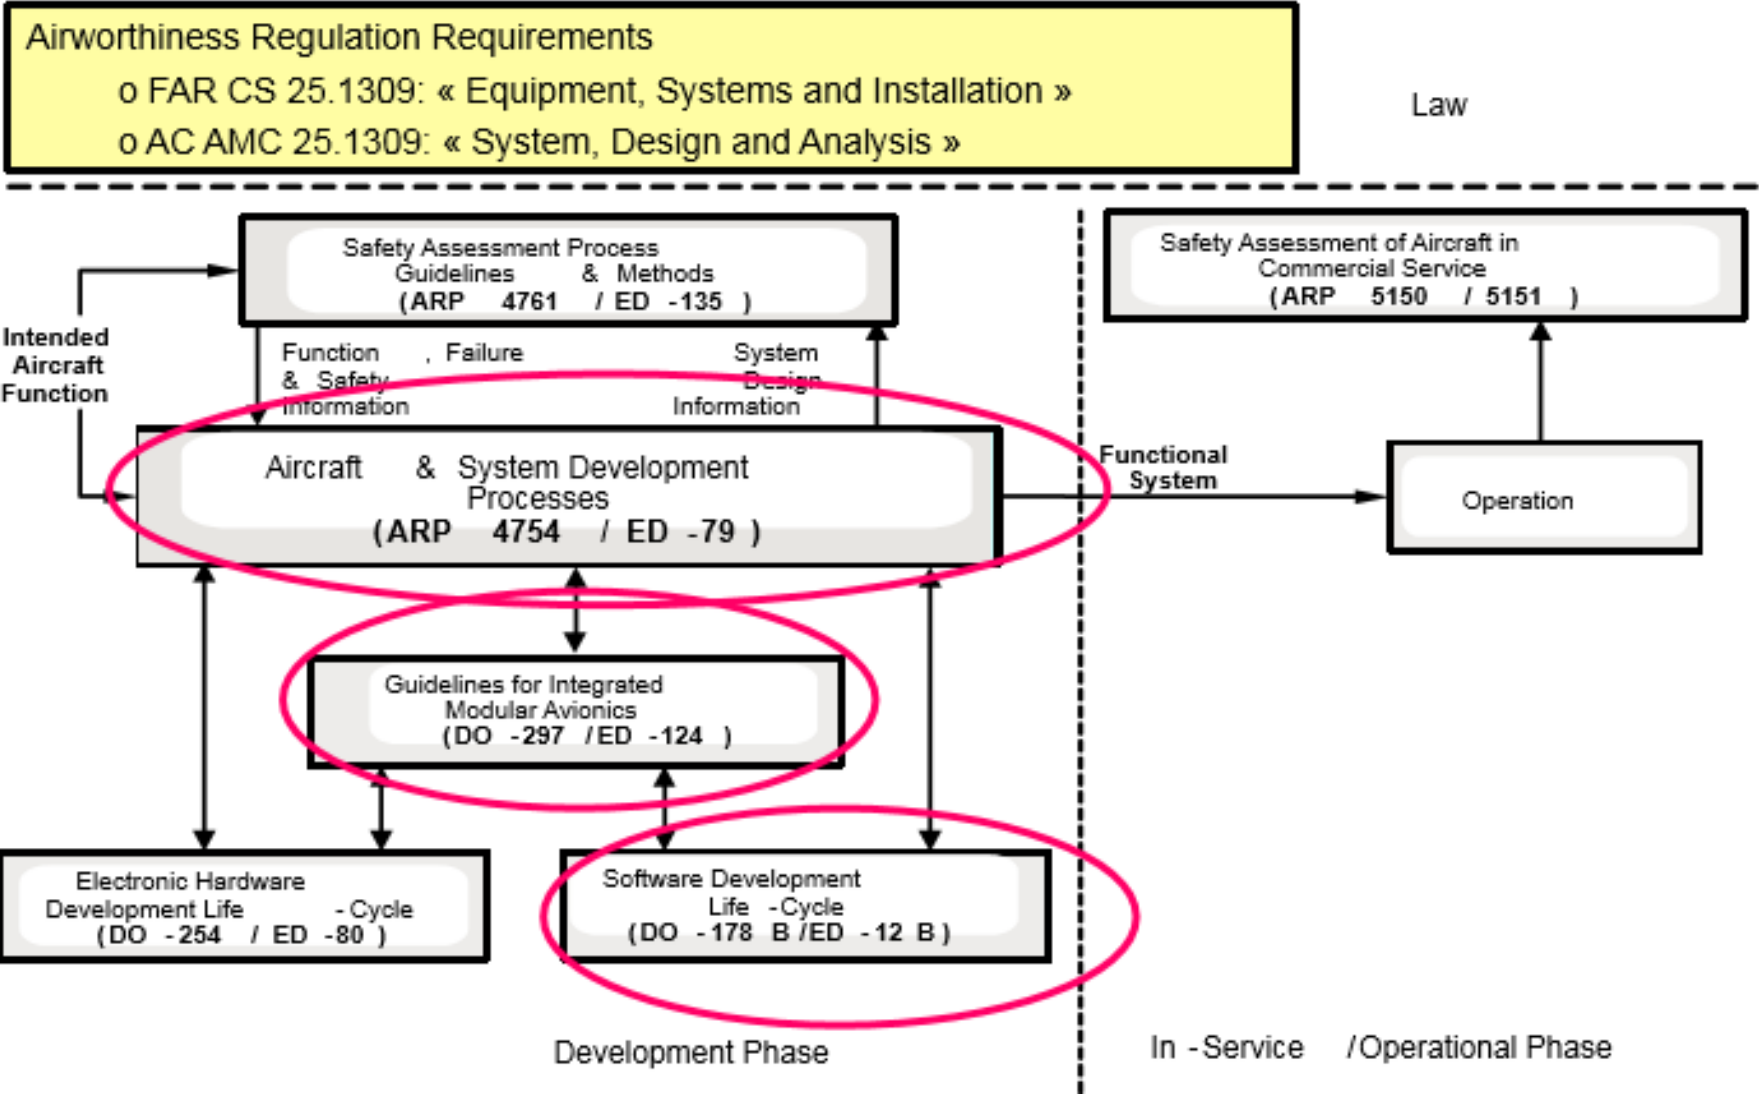 Airworthiness Regulation Requirements
o FAR CS 25.1309: « Equipment, Systems and Installation »
o AC AMC 25.1309: « System, Design and Analysis »
Law
Safety Assessment Process
Guidelines & Methods
(ARP 4761 / ED -135 )
Safety Assessment of Aircraft in
Commercial Service
(ARP 5150 / 5151 )
Intended
Aircraft
Function
Function , Failure
& Safety
Information
System
Design
Information
Aircraft & System Development
Processes
(ARP 4754 / ED -79 )
Functional
System
Operation
Guidelines for Integrated
Modular Avionics
(DO -297 /ED -124 )
Electronic Hardware
Development Life -Cycle
(DO -254 / ED -80 )
Software Development
Life -Cycle
(DO -178 B /ED -12 B )
Development Phase
In -Service /Operational Phase